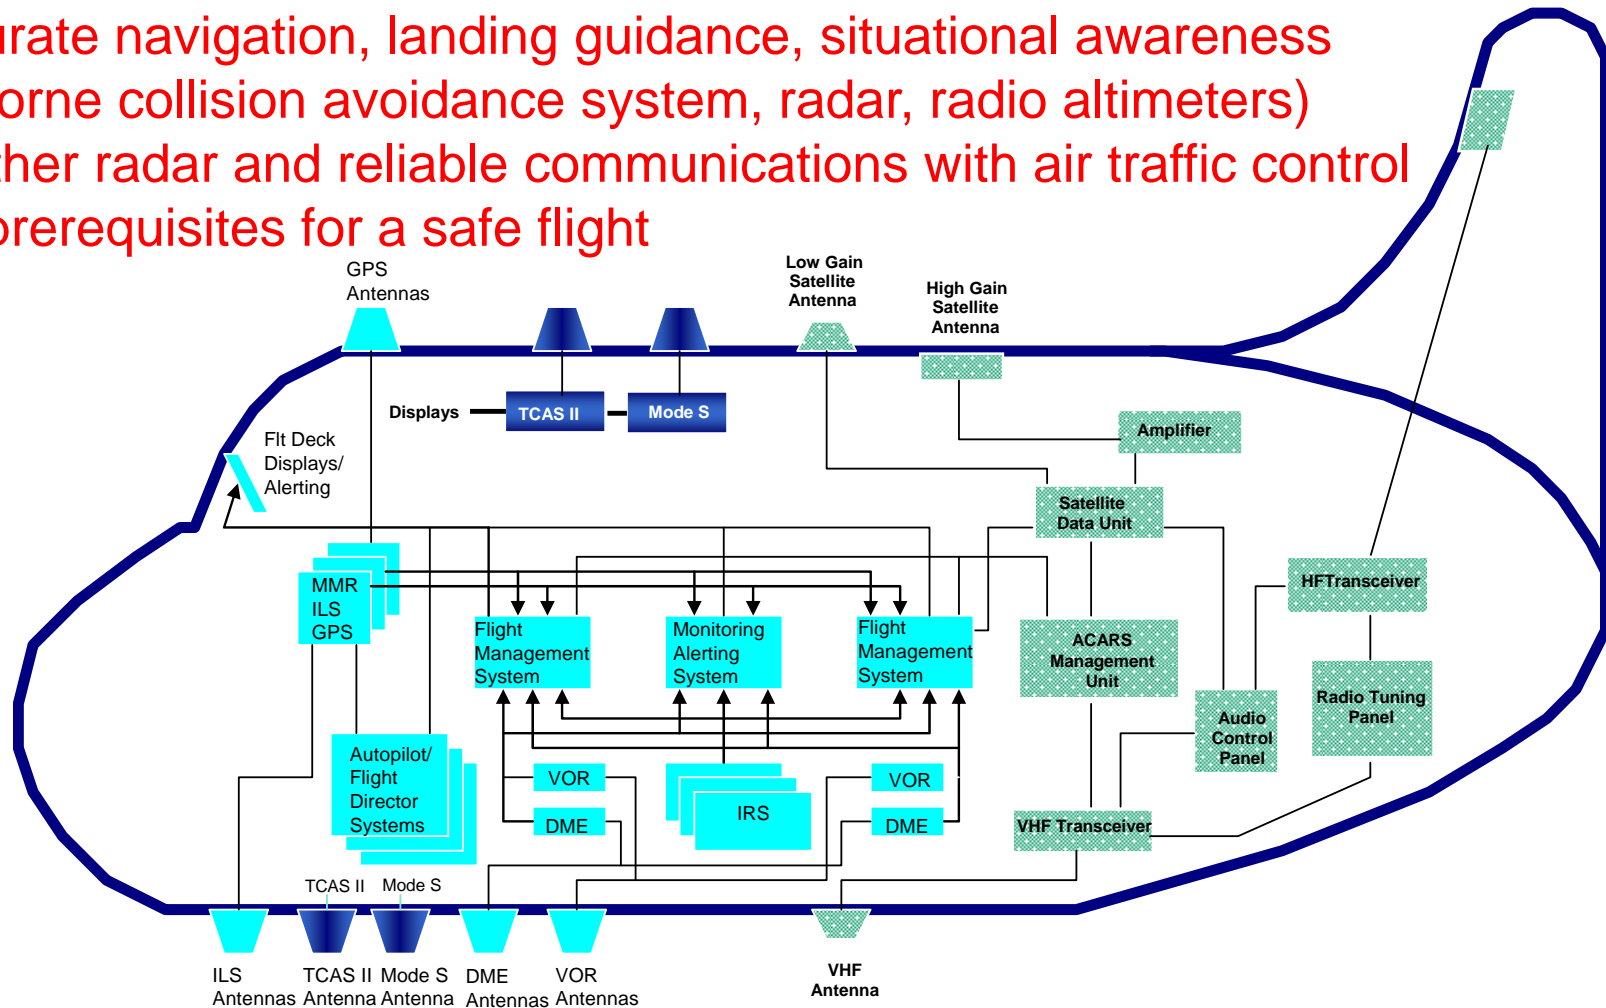 urate navigation, landing guidance, situational awareness
orne collision avoidance system, radar, radio altimeters)
ther radar and reliable communications with air traffic control
prerequisites for a safe flight
GPS
Antennas
Low Gain
Satellite
Antenna
High Gain
Satellite
Antenna
Displays
TCAS II
Mode S
Flt Deck
Displays/
Alerting
Amplifier
Satellite
Data Unit
MMR
ILS
GPS
HFTransceiver
Flight
Management
System
Monitoring
Alerting
System
Flight
Management
System
ACARS
Management
Unit
Radio Tuning
Panel
Audio
Control
Panel
Autopilot/
Flight
Director
Systems
VOR
DME
IRS
VOR
DME
VHF Transceiver
TCAS II
Mode S
ILS
Antennas
TCAS II
Antenna
Mode S
Antenna
DME
Antennas
VOR
Antennas
VHF
Antenna